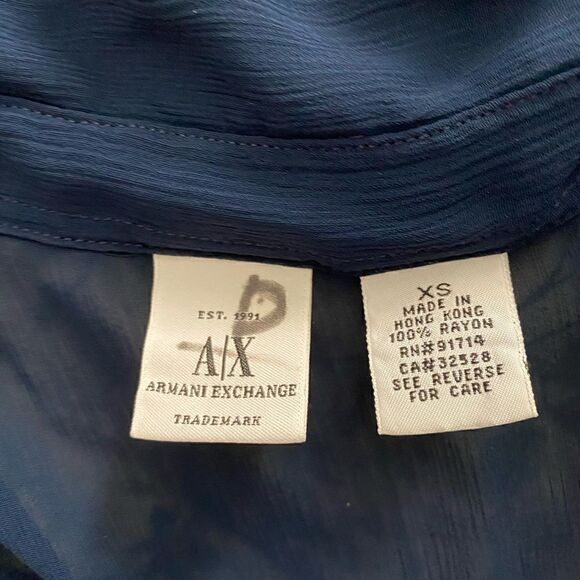 EST. 1991
A|X
ARMANI EXCHANGE
TRADEMARK
XS
MADE IN
HONG KONG
100% RAYON
RN#91714
CA#32528
SEE REVERSE
FOR CARE